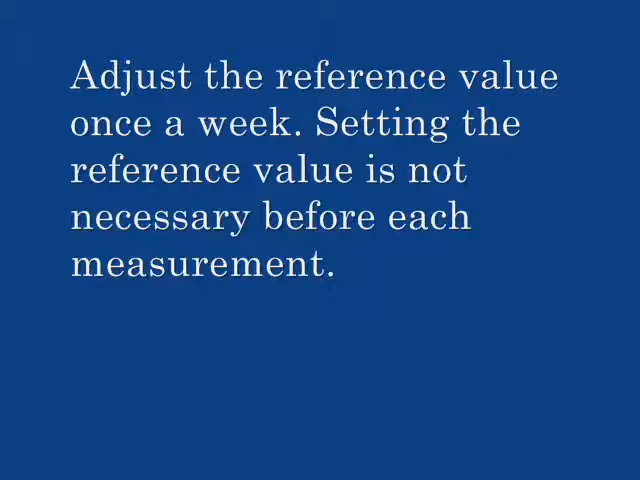 Adjust the reference value
once a week. Setting the
reference value is not
necessary before each
measurement.